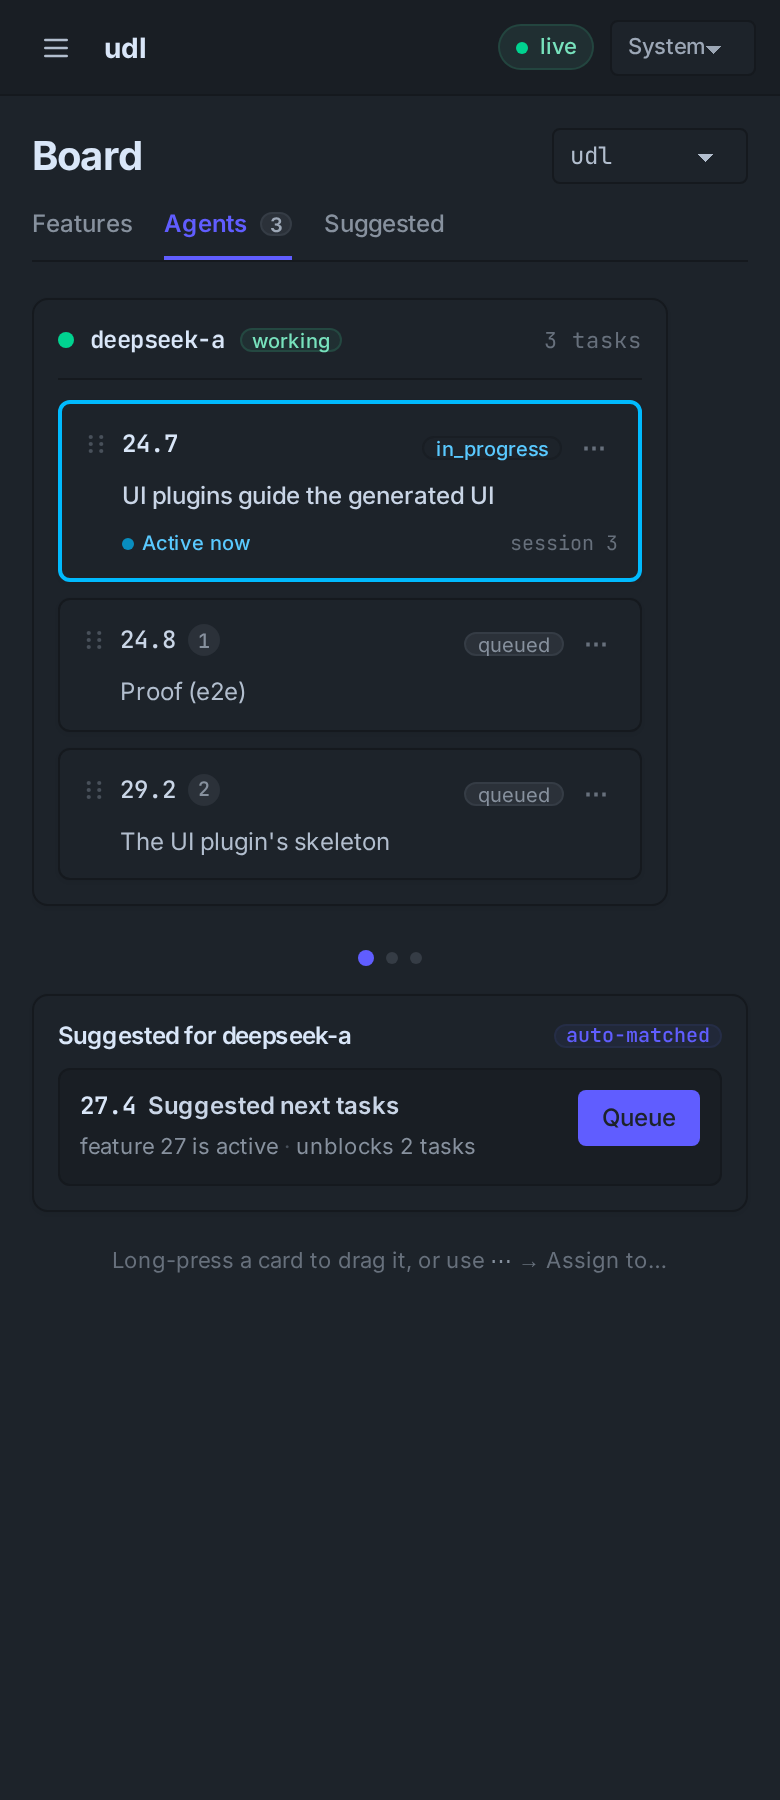 udl
live
System
Board
udl
Features Agents 3 Suggested
deepseek-a working 3 tasks
24.7 in_progress ···
UI plugins guide the generated UI
Active now session 3
24.8 1 queued ···
Proof (e2e)
29.2 2 queued ···
The UI plugin's skeleton
Suggested for deepseek-a auto-matched
27.4 Suggested next tasks Queue
feature 27 is active · unblocks 2 tasks
Long-press a card to drag it, or use ··· → Assign to…